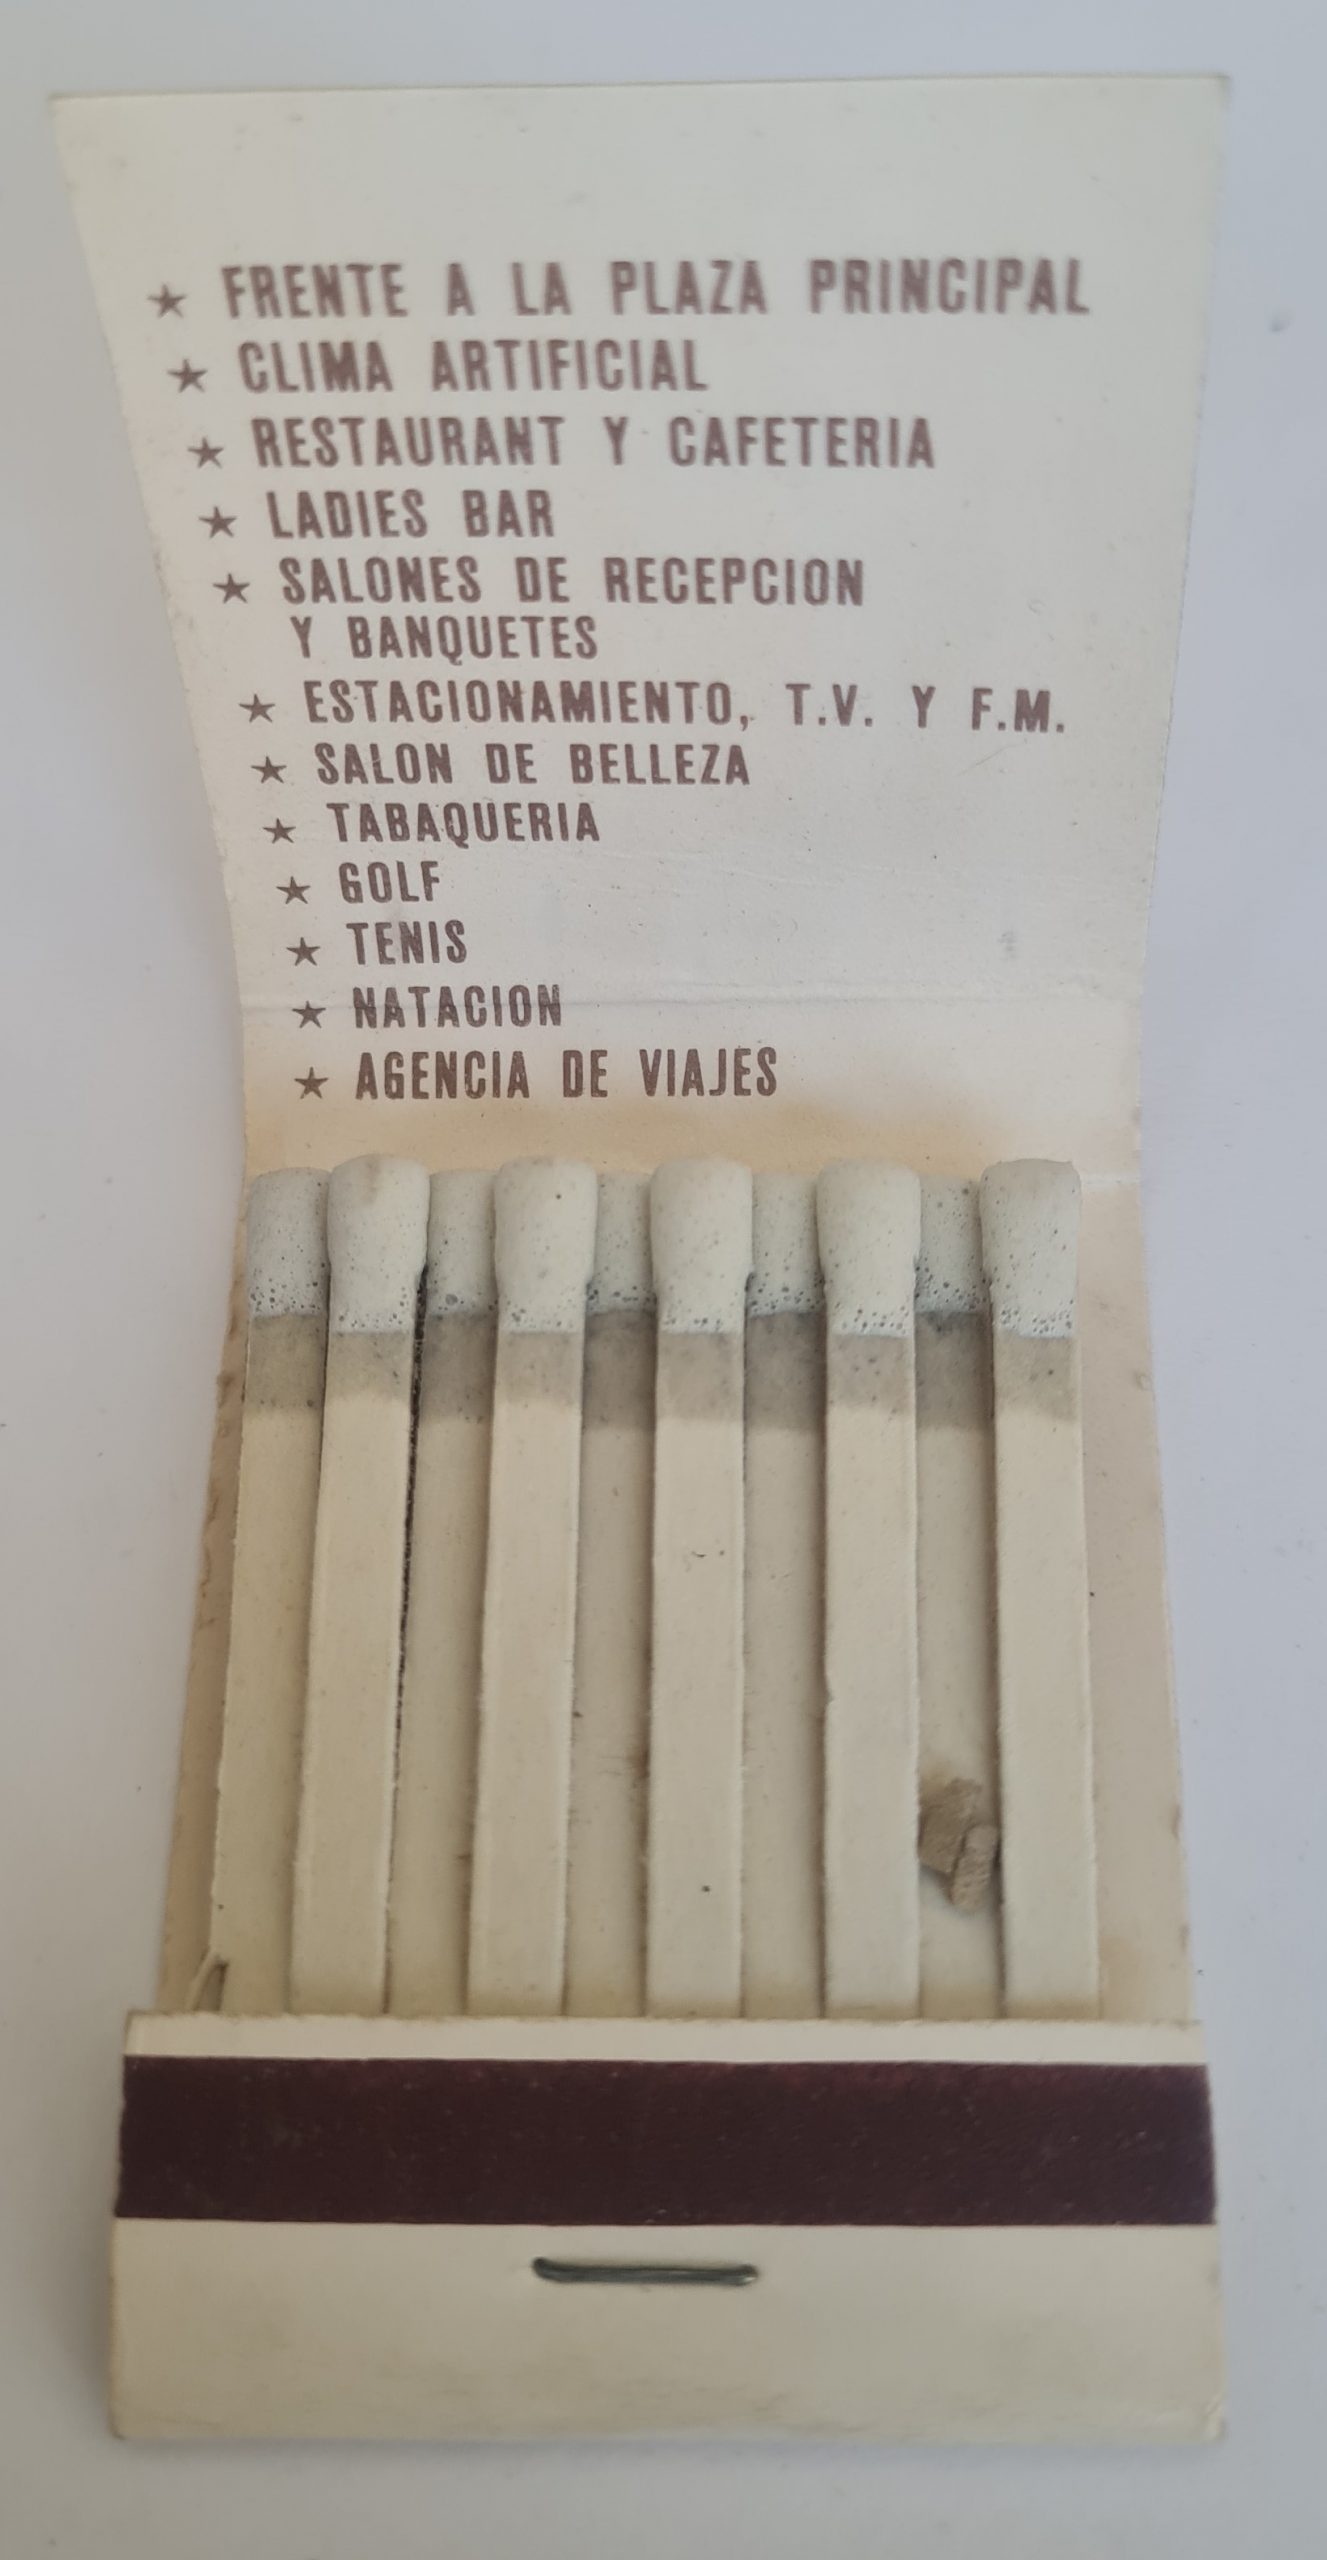 ★ FRENTE A LA PLAZA PRINCIPAL
★ CLIMA ARTIFICIAL
★ RESTAURANT Y CAFETERIA
★ LADIES BAR
★ SALONES DE RECEPCION
Y BANQUETES
★ ESTACIONAMIENTO, T.V. Y F.M.
★ SALON DE BELLEZA
★ TABAQUERIA
★ GOLF
★ TENIS
★ NATACION
★ AGENCIA DE VIAJES